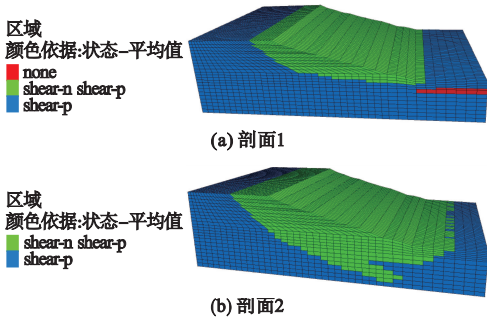 区域
颜色依据:状态-平均值
none
shear-n shear-p
shear-p
(a) 剖面1
区域
颜色依据:状态-平均值
shear-n shear-p
shear-p
(b) 剖面2